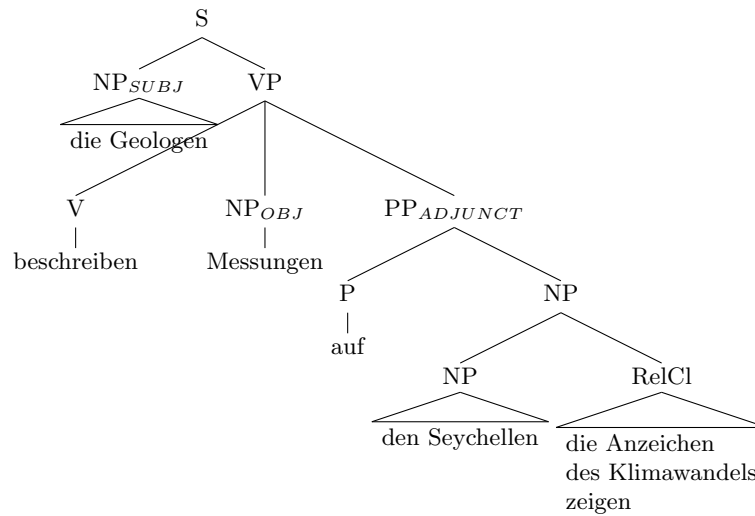 S
NP_SUBJ VP
die Geologen
V NP_OBJ PP_ADJUNCT
beschreiben Messungen
P NP
auf
NP RelCl
den Seychellen die Anzeichen
des Klimawandels
zeigen